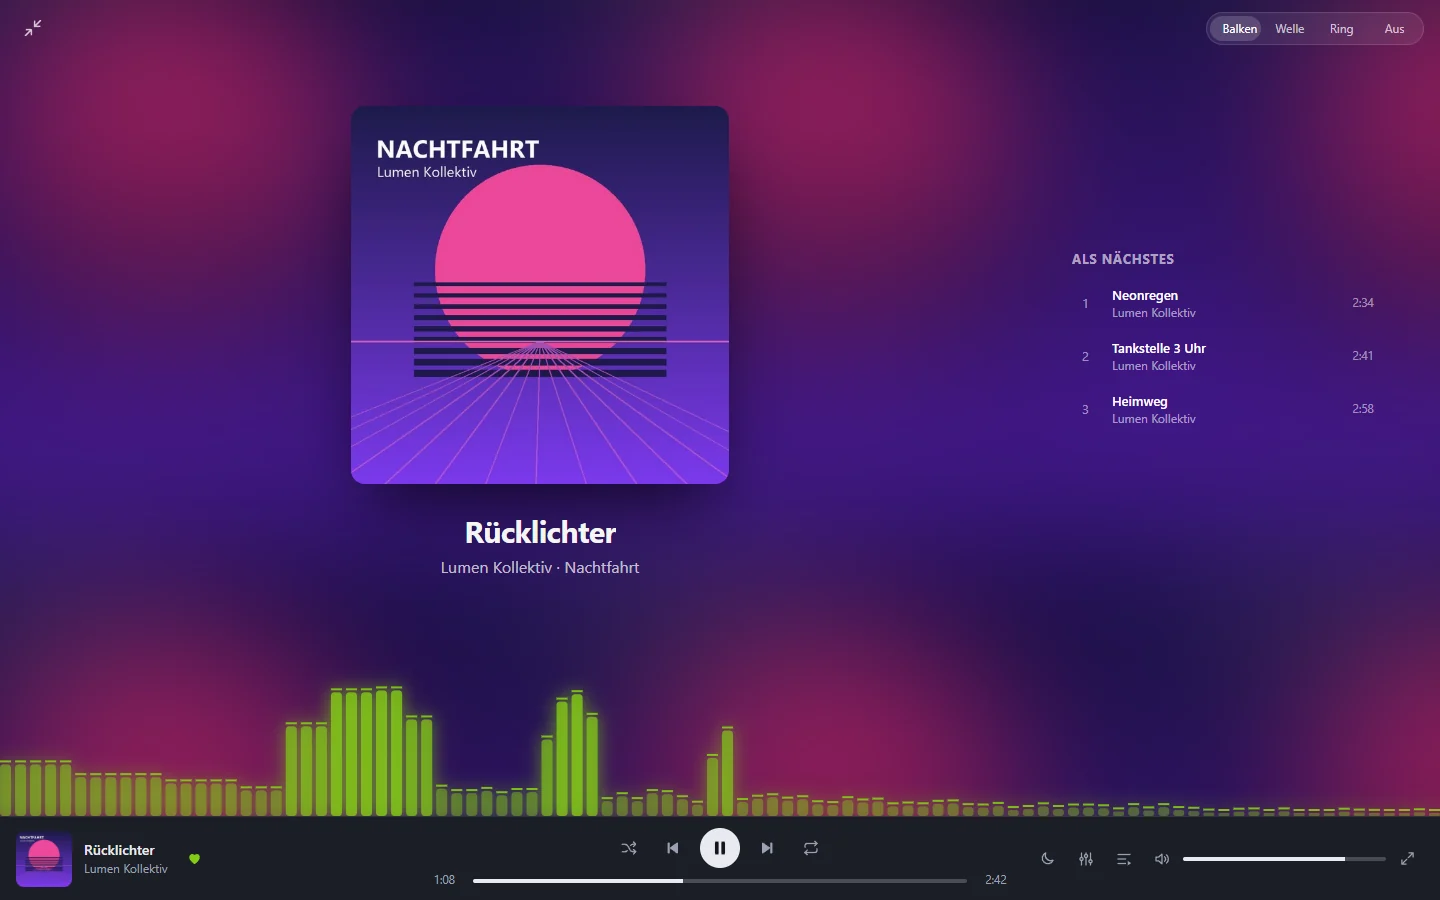 Balken Welle Ring Aus
NACHTFAHRT
Lumen Kollektiv
ALS NÄCHSTES
1 Neonregen 2:34
Lumen Kollektiv
2 Tankstelle 3 Uhr 2:41
Lumen Kollektiv
3 Heimweg 2:58
Lumen Kollektiv
Rücklichter
Lumen Kollektiv · Nachtfahrt
NACHTFAHRT
Rücklichter
Lumen Kollektiv
1:08 2:42